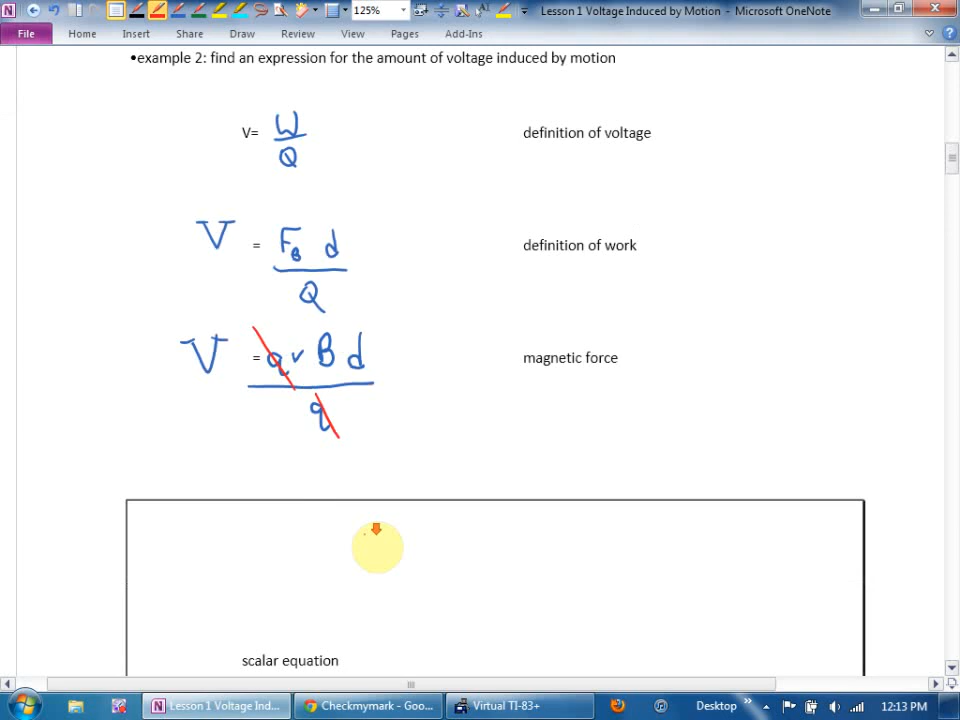 125%
Lesson 1 Voltage Induced by Motion - Microsoft OneNote
File Home Insert Share Draw Review View Pages Add-Ins
•example 2: find an expression for the amount of voltage induced by motion
V= W / Q definition of voltage
V = F_B d / Q definition of work
V = q v B d / q magnetic force
scalar equation
Lesson 1 Voltage Ind... Checkmymark - Goo... Virtual TI-83+ Desktop 12:13 PM